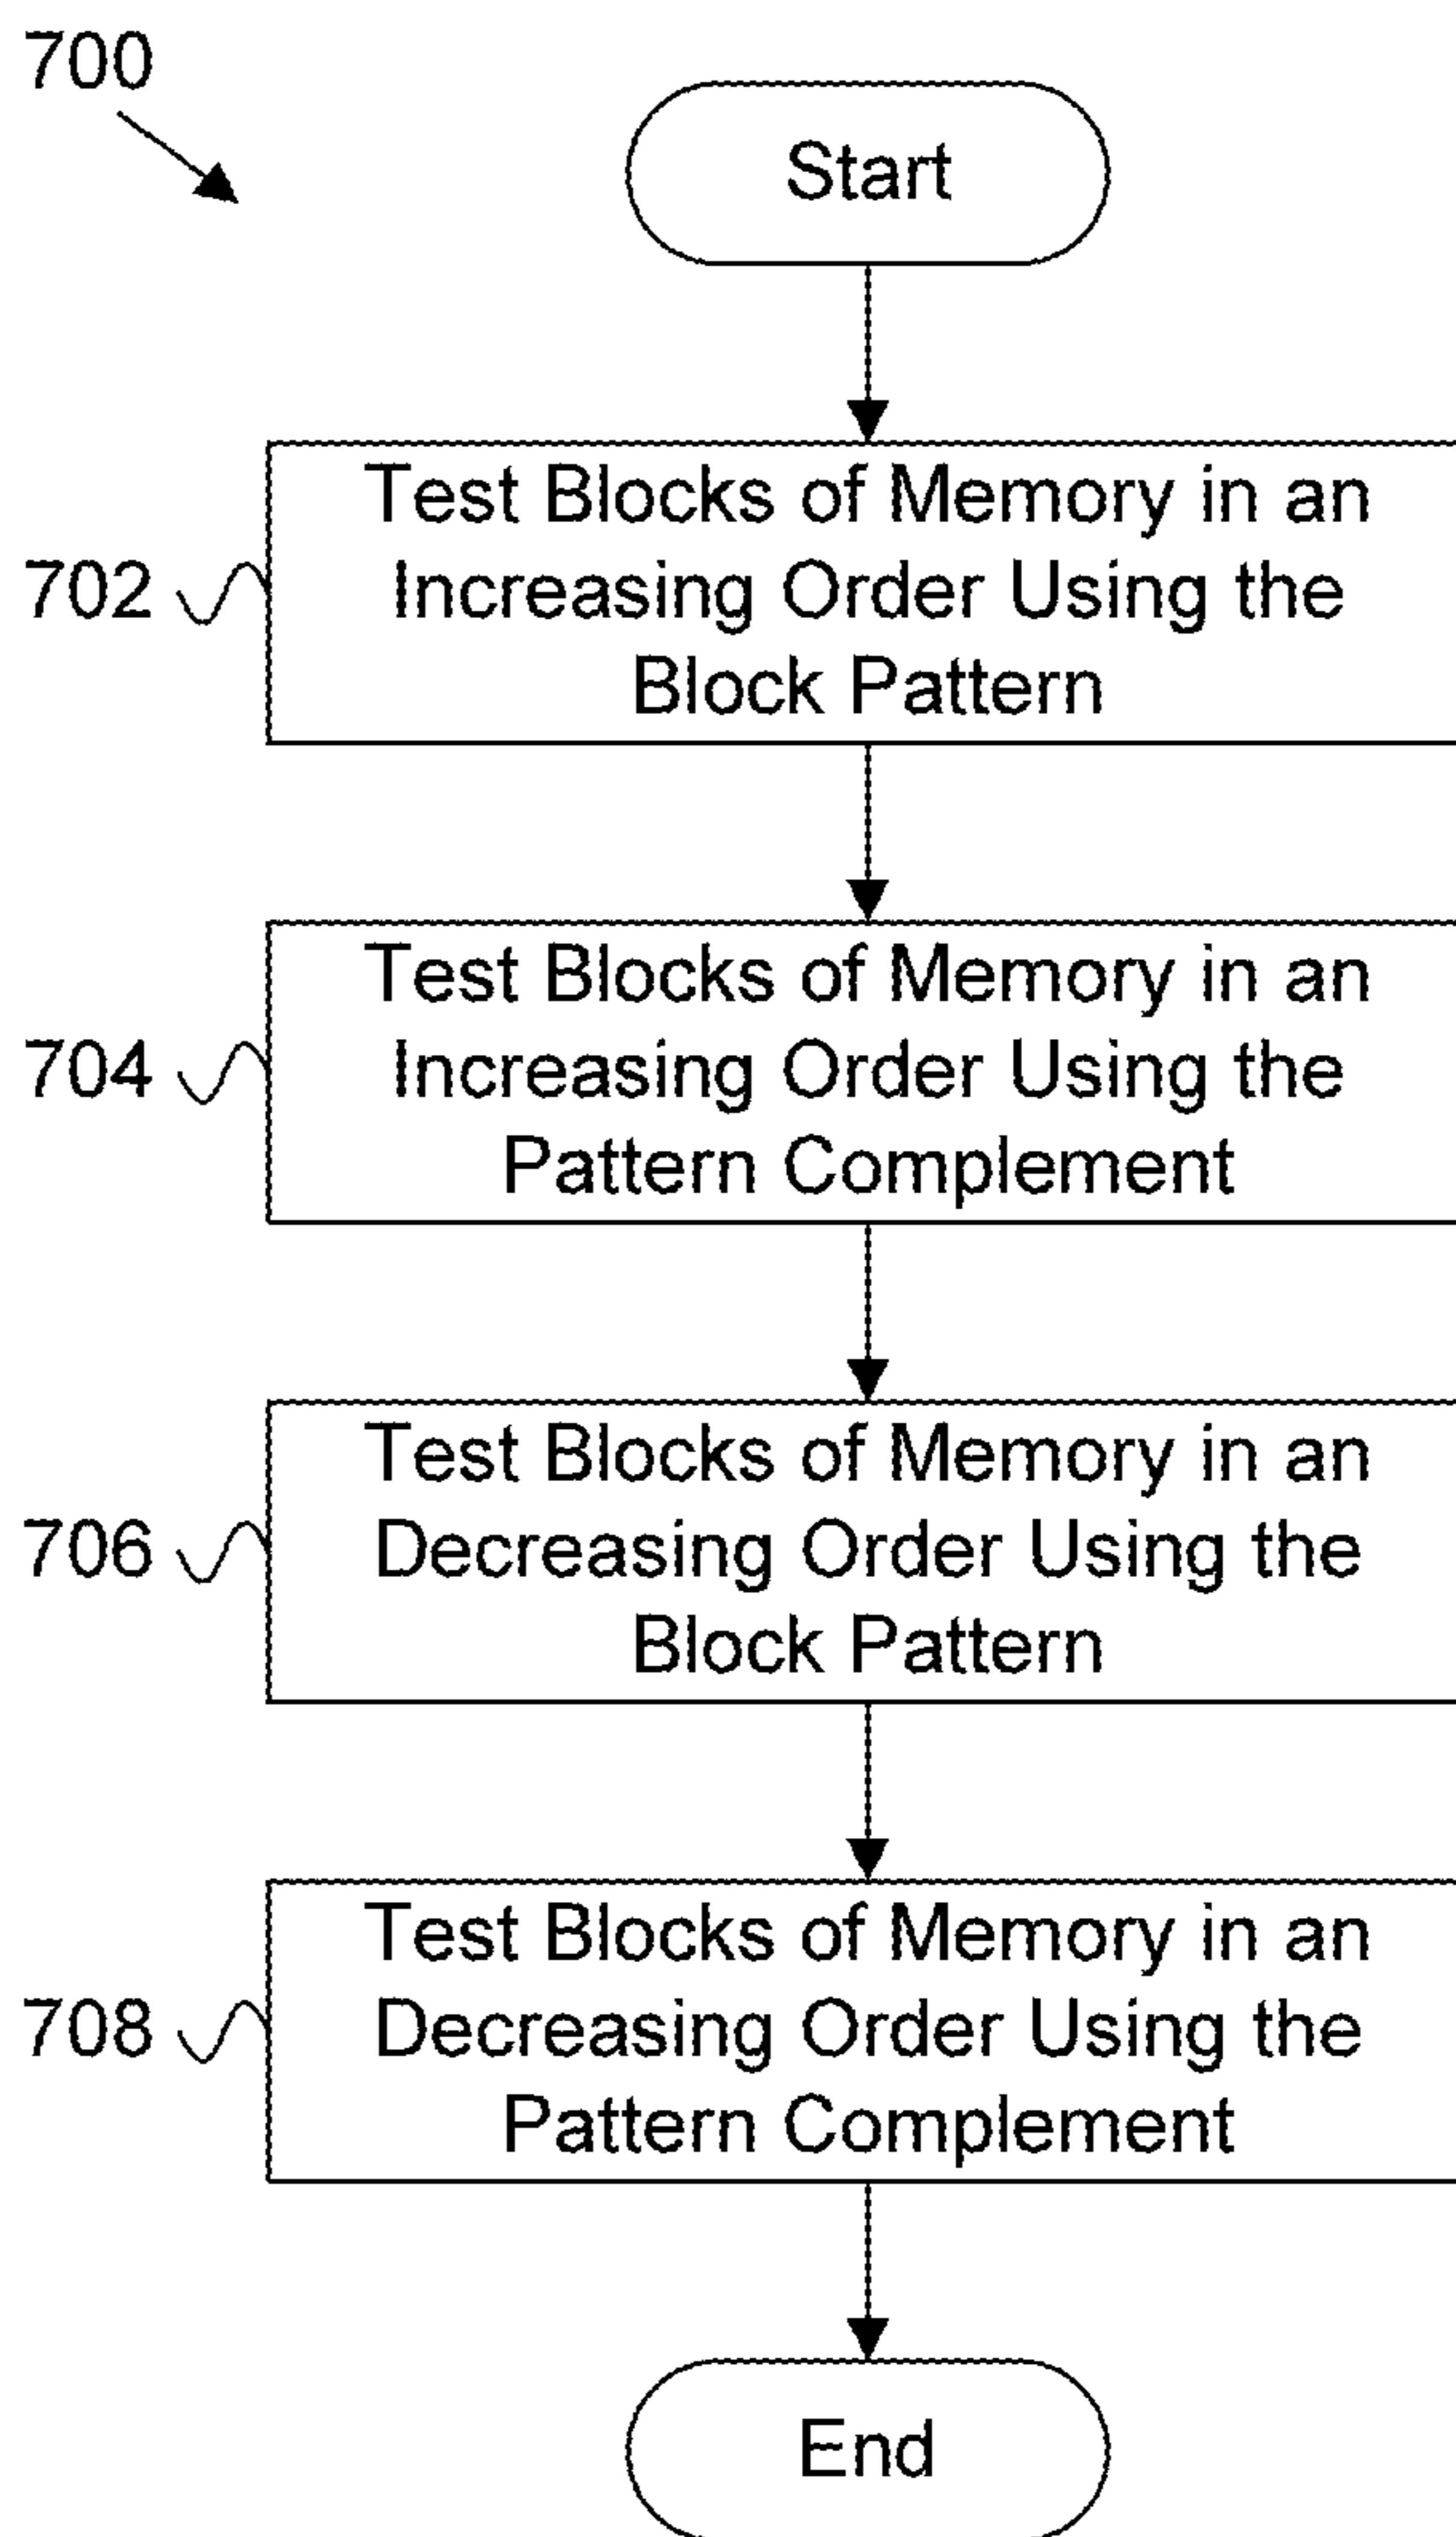 700
Start
702
Test Blocks of Memory in an
Increasing Order Using the
Block Pattern
704
Test Blocks of Memory in an
Increasing Order Using the
Pattern Complement
706
Test Blocks of Memory in an
Decreasing Order Using the
Block Pattern
708
Test Blocks of Memory in an
Decreasing Order Using the
Pattern Complement
End